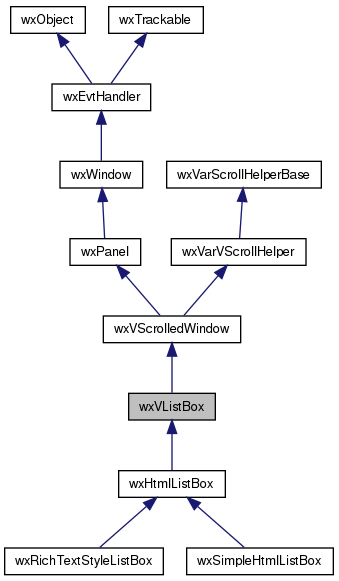 wxObject
wxTrackable
wxEvtHandler
wxWindow
wxVarScrollHelperBase
wxPanel
wxVarVScrollHelper
wxVScrolledWindow
wxVListBox
wxHtmlListBox
wxRichTextStyleListBox
wxSimpleHtmlListBox